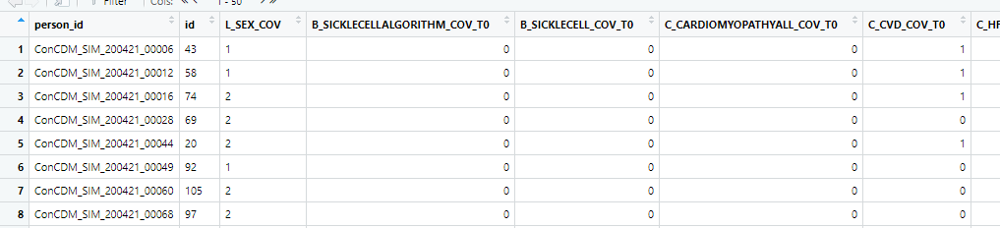 Filter Cols: 1 - 50
person_id id L_SEX_COV B_SICKLECELLALGORITHM_COV_T0 B_SICKLECELL_COV_T0 C_CARDIOMYOPATHYALL_COV_T0 C_CVD_COV_T0 C_HF
1 ConCDM_SIM_200421_00006 43 1 0 0 0 1
2 ConCDM_SIM_200421_00012 58 1 0 0 0 1
3 ConCDM_SIM_200421_00016 74 2 0 0 0 1
4 ConCDM_SIM_200421_00028 69 2 0 0 0 0
5 ConCDM_SIM_200421_00044 20 2 0 0 0 1
6 ConCDM_SIM_200421_00049 92 1 0 0 0 0
7 ConCDM_SIM_200421_00060 105 2 0 0 0 0
8 ConCDM_SIM_200421_00068 97 2 0 0 0 0